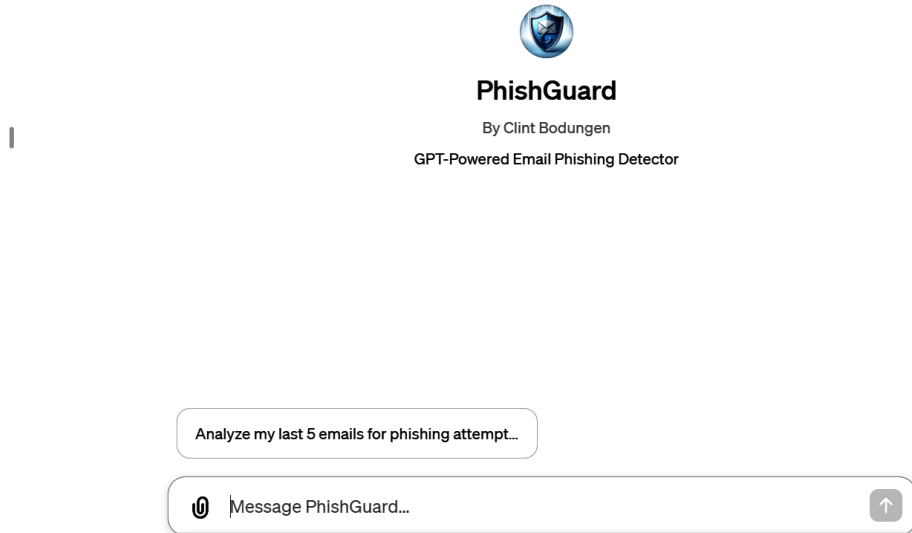 PhishGuard
By Clint Bodungen
GPT-Powered Email Phishing Detector
Analyze my last 5 emails for phishing attempt...
Message PhishGuard...